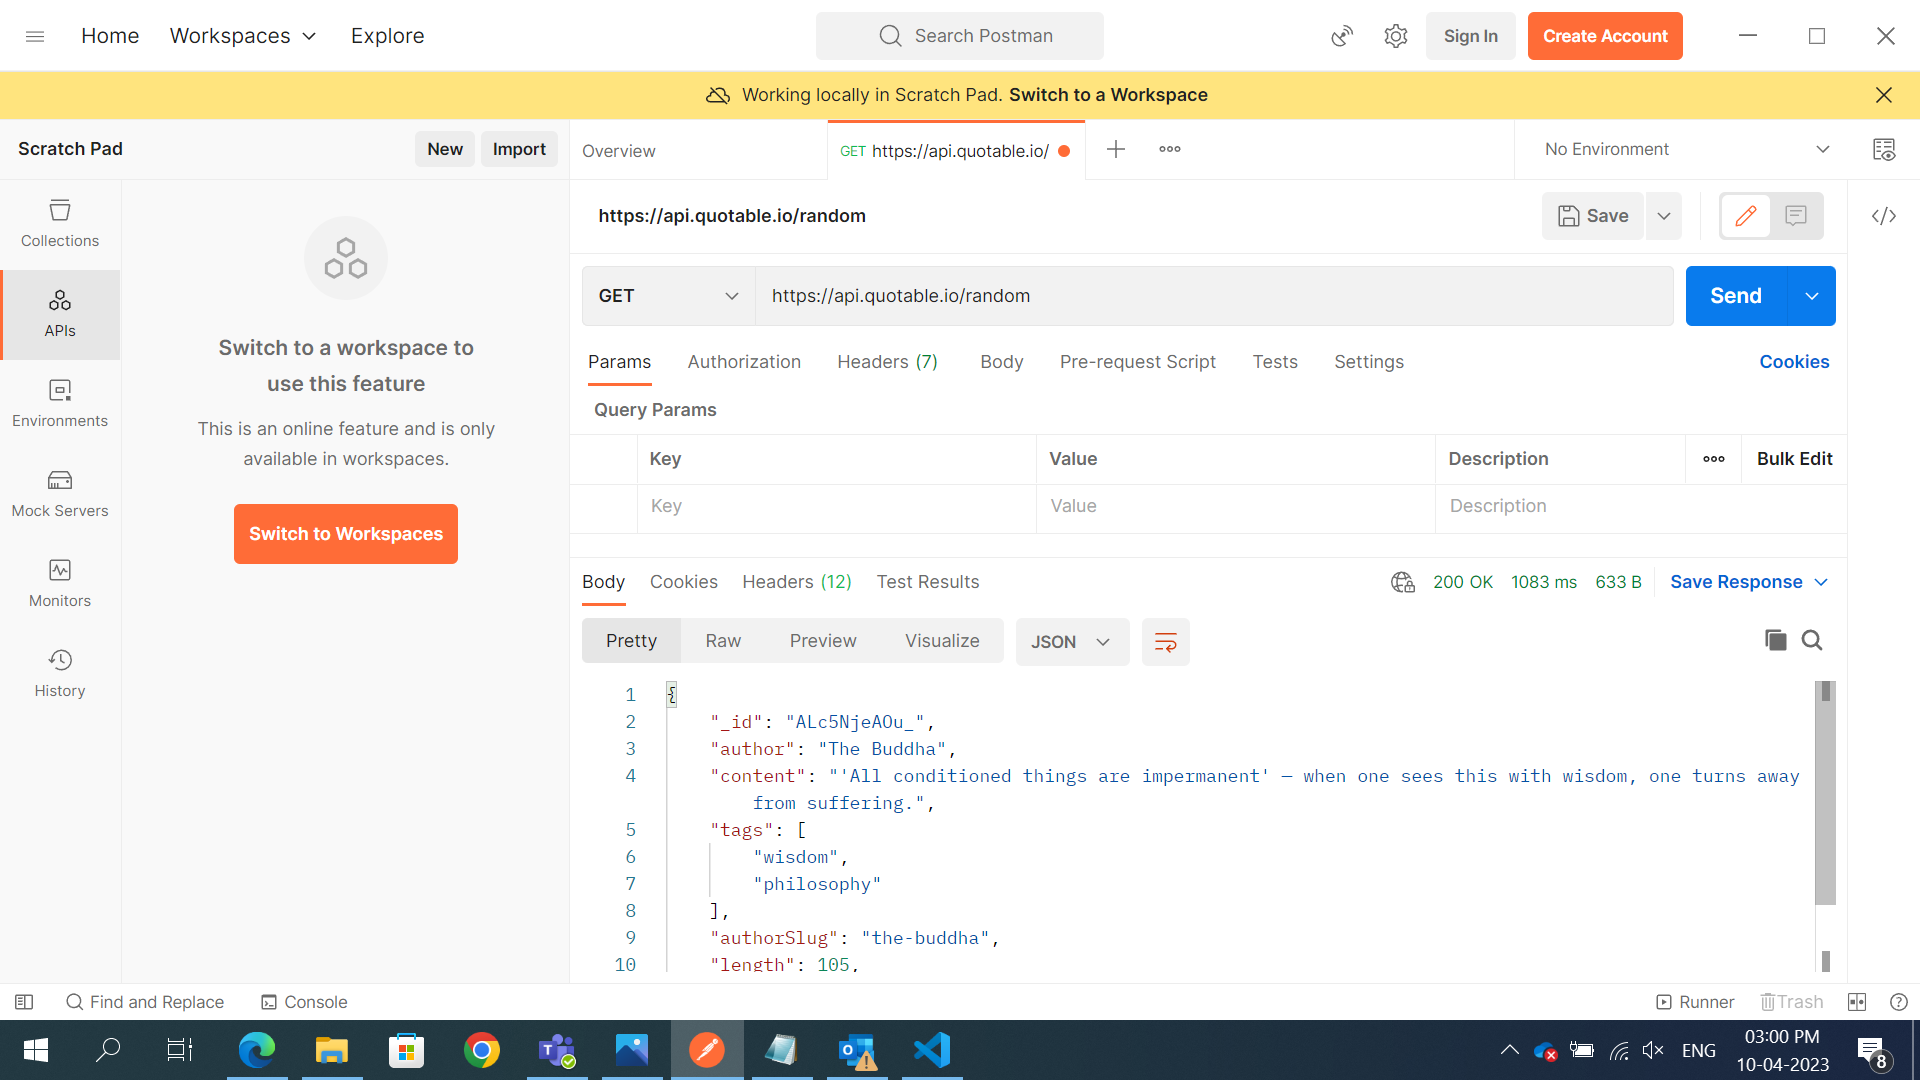 Home Workspaces Explore Search Postman Sign In Create Account
Working locally in Scratch Pad. Switch to a Workspace
Scratch Pad New Import Overview GET https://api.quotable.io/ No Environment
Collections
APIs
Environments
Mock Servers
Monitors
History
Switch to a workspace to
use this feature
This is an online feature and is only
available in workspaces.
Switch to Workspaces
https://api.quotable.io/random Save
GET https://api.quotable.io/random Send
Params Authorization Headers (7) Body Pre-request Script Tests Settings Cookies
Query Params
Key Value Description Bulk Edit
Key Value Description
Body Cookies Headers (12) Test Results 200 OK 1083 ms 633 B Save Response
Pretty Raw Preview Visualize JSON
1 {
2 "_id": "ALc5NjeAOu_",
3 "author": "The Buddha",
4 "content": "'All conditioned things are impermanent' — when one sees this with wisdom, one turns away
from suffering.",
5 "tags": [
6 "wisdom",
7 "philosophy"
8 ],
9 "authorSlug": "the-buddha",
10 "length": 105,
Find and Replace Console Runner Trash
ENG 03:00 PM
10-04-2023 8